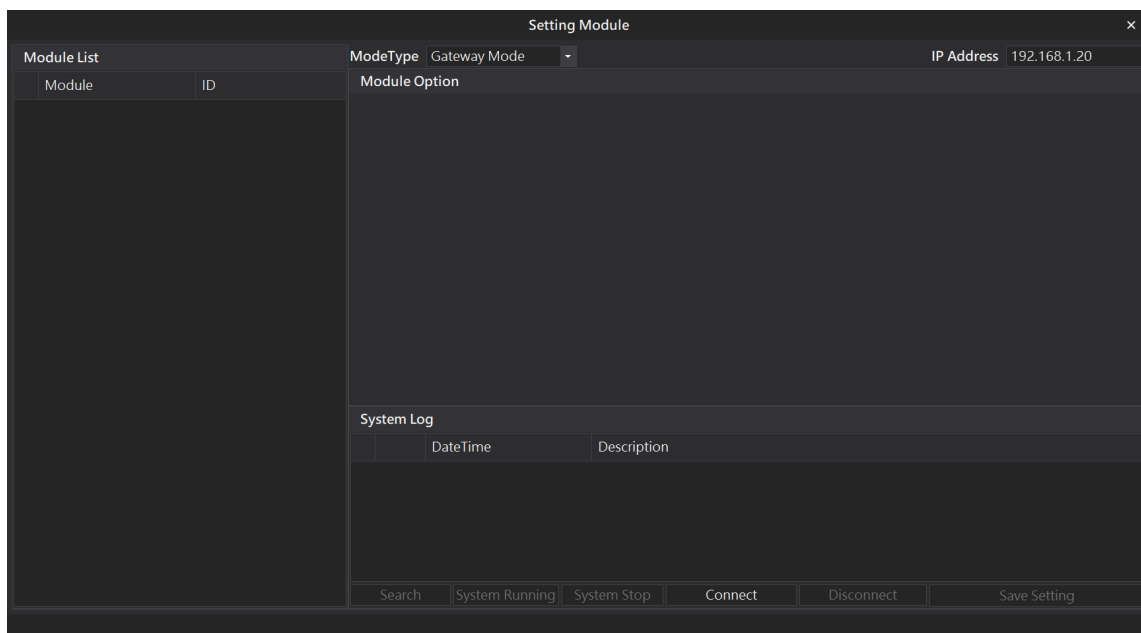 Setting Module ×
Module List
Module ID
ModeType Gateway Mode IP Address 192.168.1.20
Module Option
System Log
DateTime Description
Search System Running System Stop Connect Disconnect Save Setting